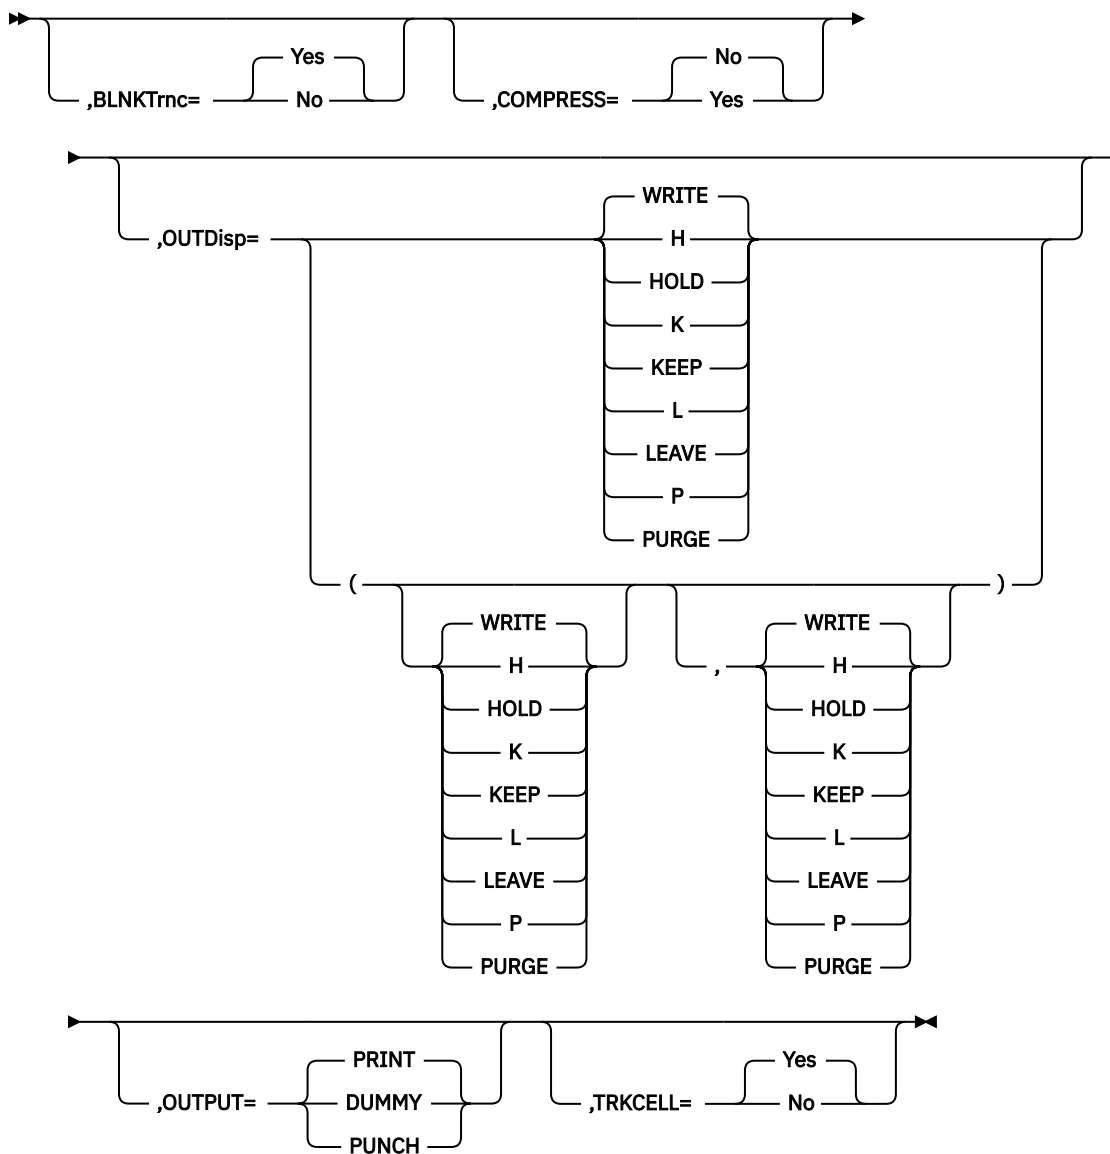 Yes No
,BLNKTrnc= No ,COMPRESS= Yes
WRITE
,OUTDisp= H
HOLD
K
KEEP
L
LEAVE
P
PURGE
( )
WRITE WRITE
H , H
HOLD HOLD
K K
KEEP KEEP
L L
LEAVE LEAVE
P P
PURGE PURGE
PRINT Yes
,OUTPUT= DUMMY ,TRKCELL= No
PUNCH